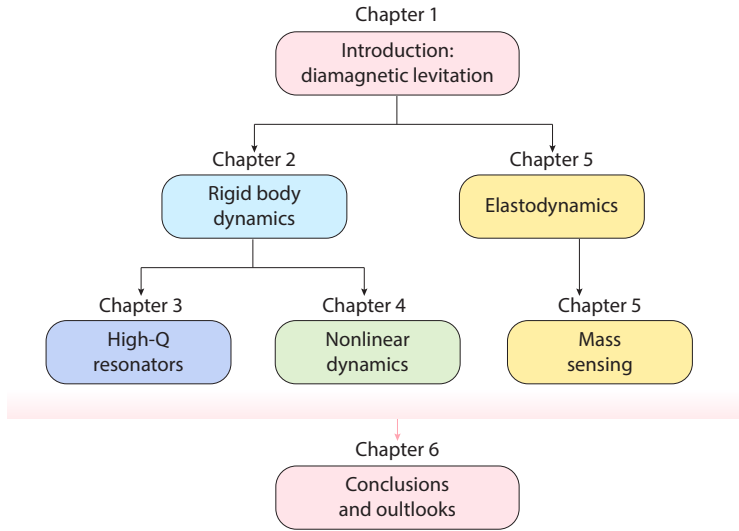 Chapter 1
Introduction:
diamagnetic levitation
Chapter 2
Rigid body
dynamics
Chapter 5
Elastodynamics
Chapter 3
High-Q
resonators
Chapter 4
Nonlinear
dynamics
Chapter 5
Mass
sensing
Chapter 6
Conclusions
and oultlooks